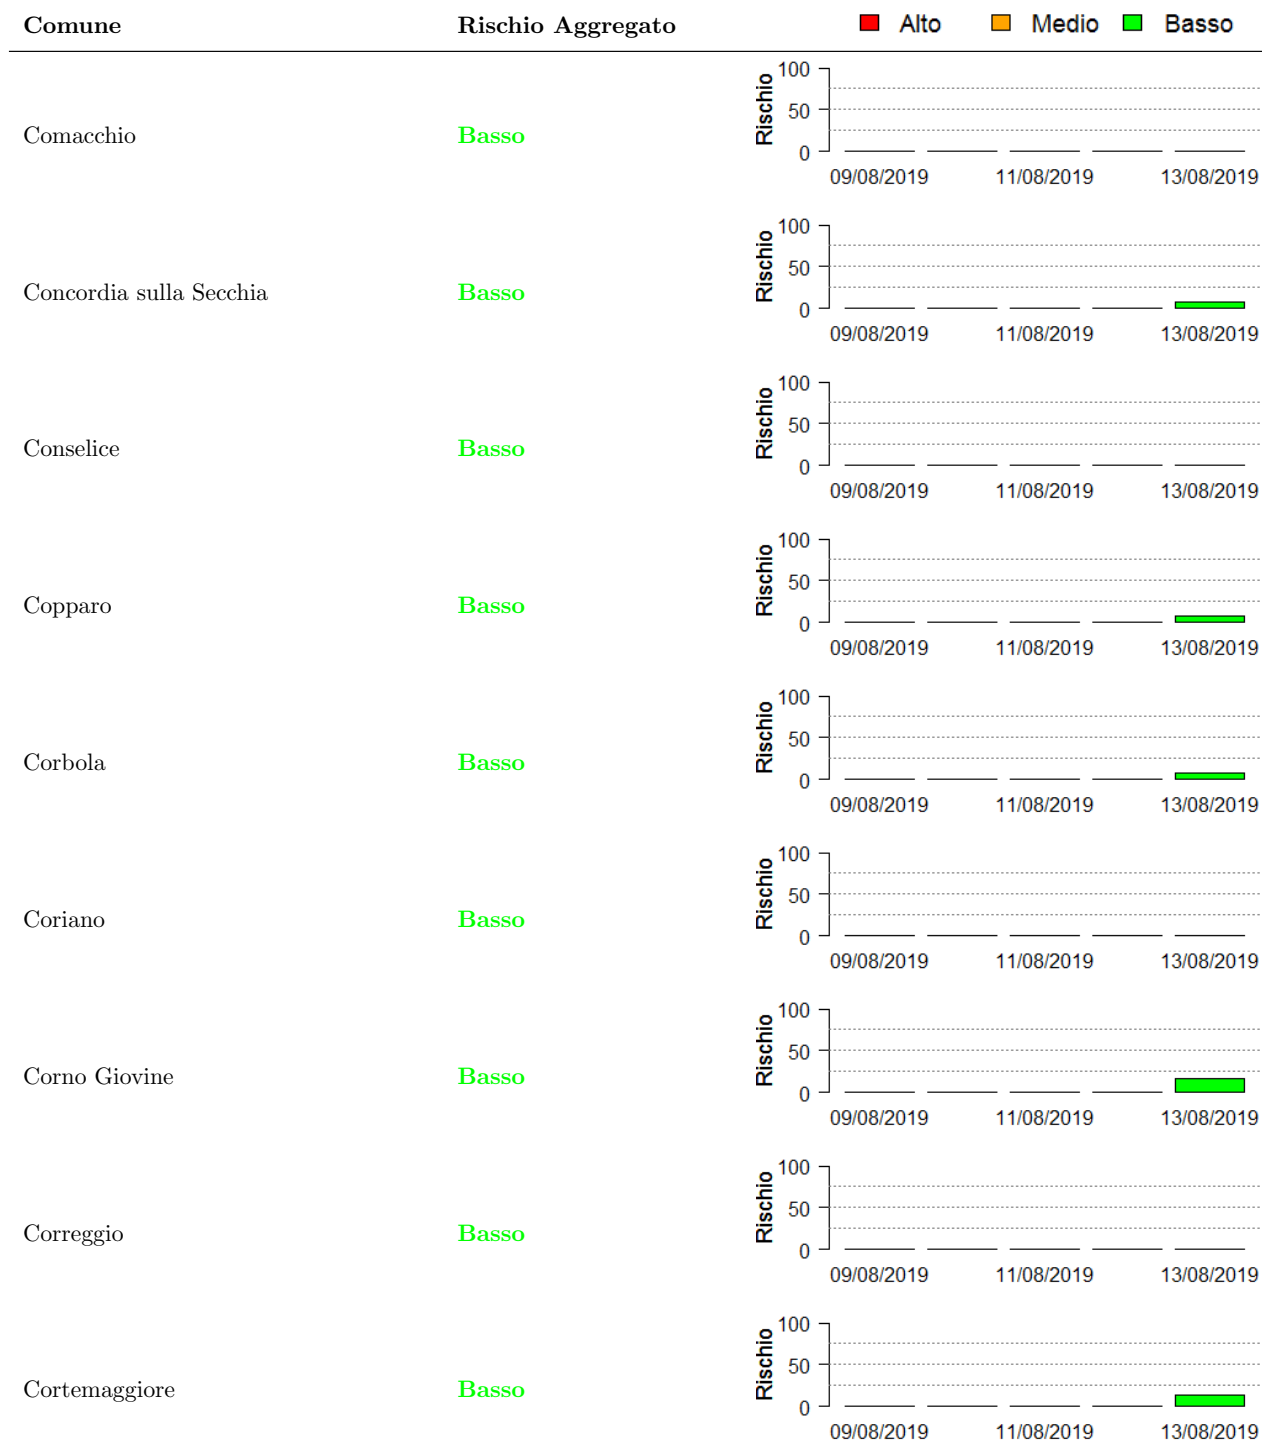 Comune Rischio Aggregato Alto Medio Basso
100
Rischio
50
Comacchio Basso
0
09/08/2019 11/08/2019 13/08/2019
100
Rischio
50
Concordia sulla Secchia Basso
0
09/08/2019 11/08/2019 13/08/2019
100
Rischio
50
Conselice Basso
0
09/08/2019 11/08/2019 13/08/2019
100
Rischio
50
Copparo Basso
0
09/08/2019 11/08/2019 13/08/2019
100
Rischio
50
Corbola Basso
0
09/08/2019 11/08/2019 13/08/2019
100
Rischio
50
Coriano Basso
0
09/08/2019 11/08/2019 13/08/2019
100
Rischio
50
Corno Giovine Basso
0
09/08/2019 11/08/2019 13/08/2019
100
Rischio
50
Correggio Basso
0
09/08/2019 11/08/2019 13/08/2019
100
Rischio
50
Cortemaggiore Basso
0
09/08/2019 11/08/2019 13/08/2019